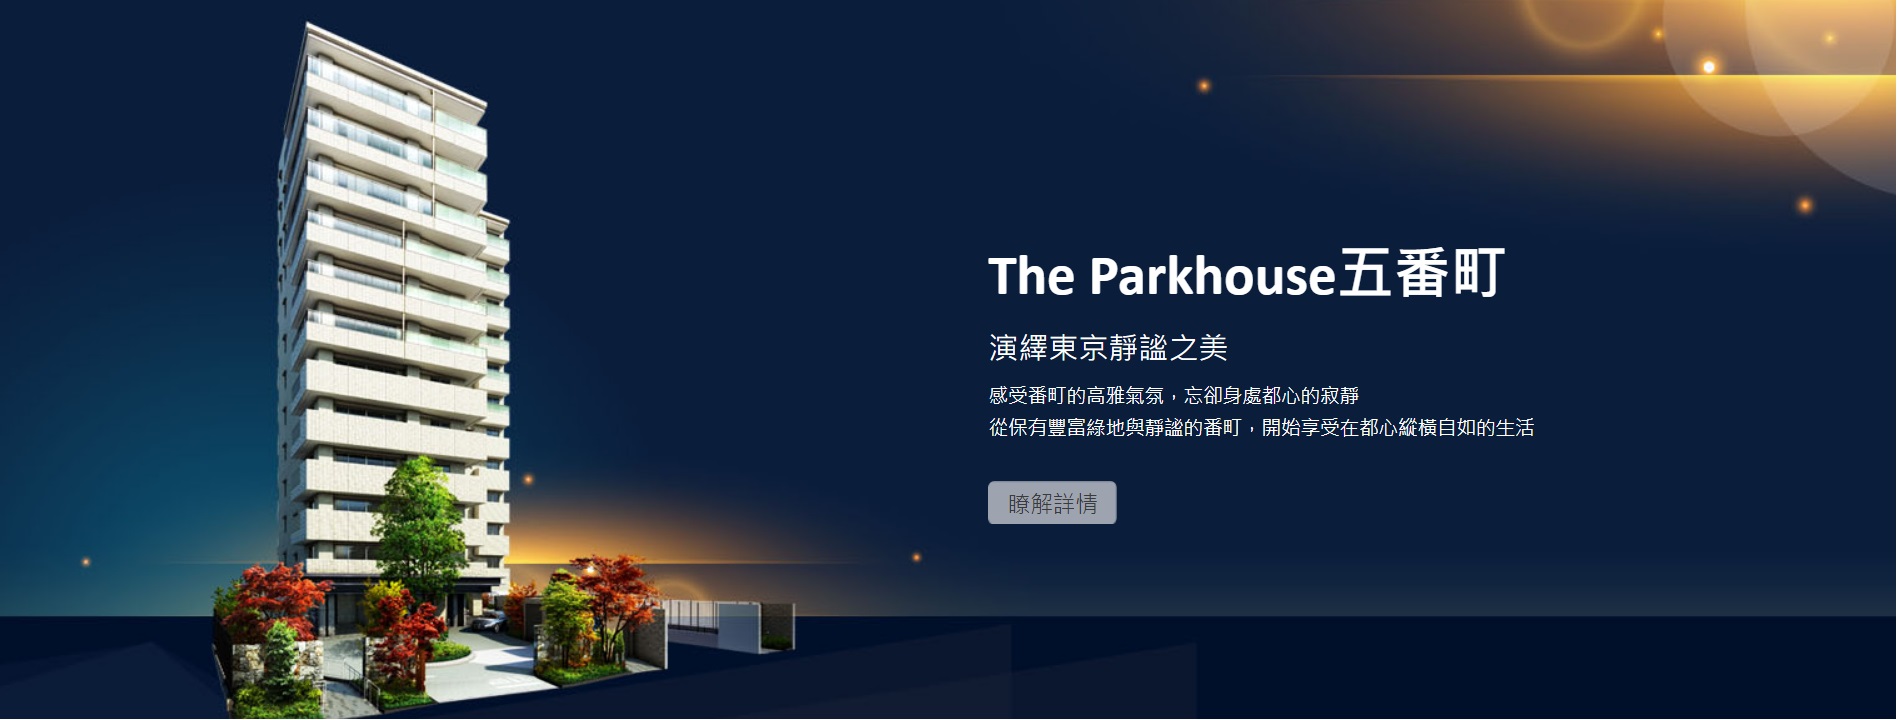 The Parkhouse五番町
演繹東京靜謐之美
感受番町的高雅氣氛，忘卻身處都心的寂靜
從保有豐富綠地與靜謐的番町，開始享受在都心縱橫自如的生活
瞭解詳情